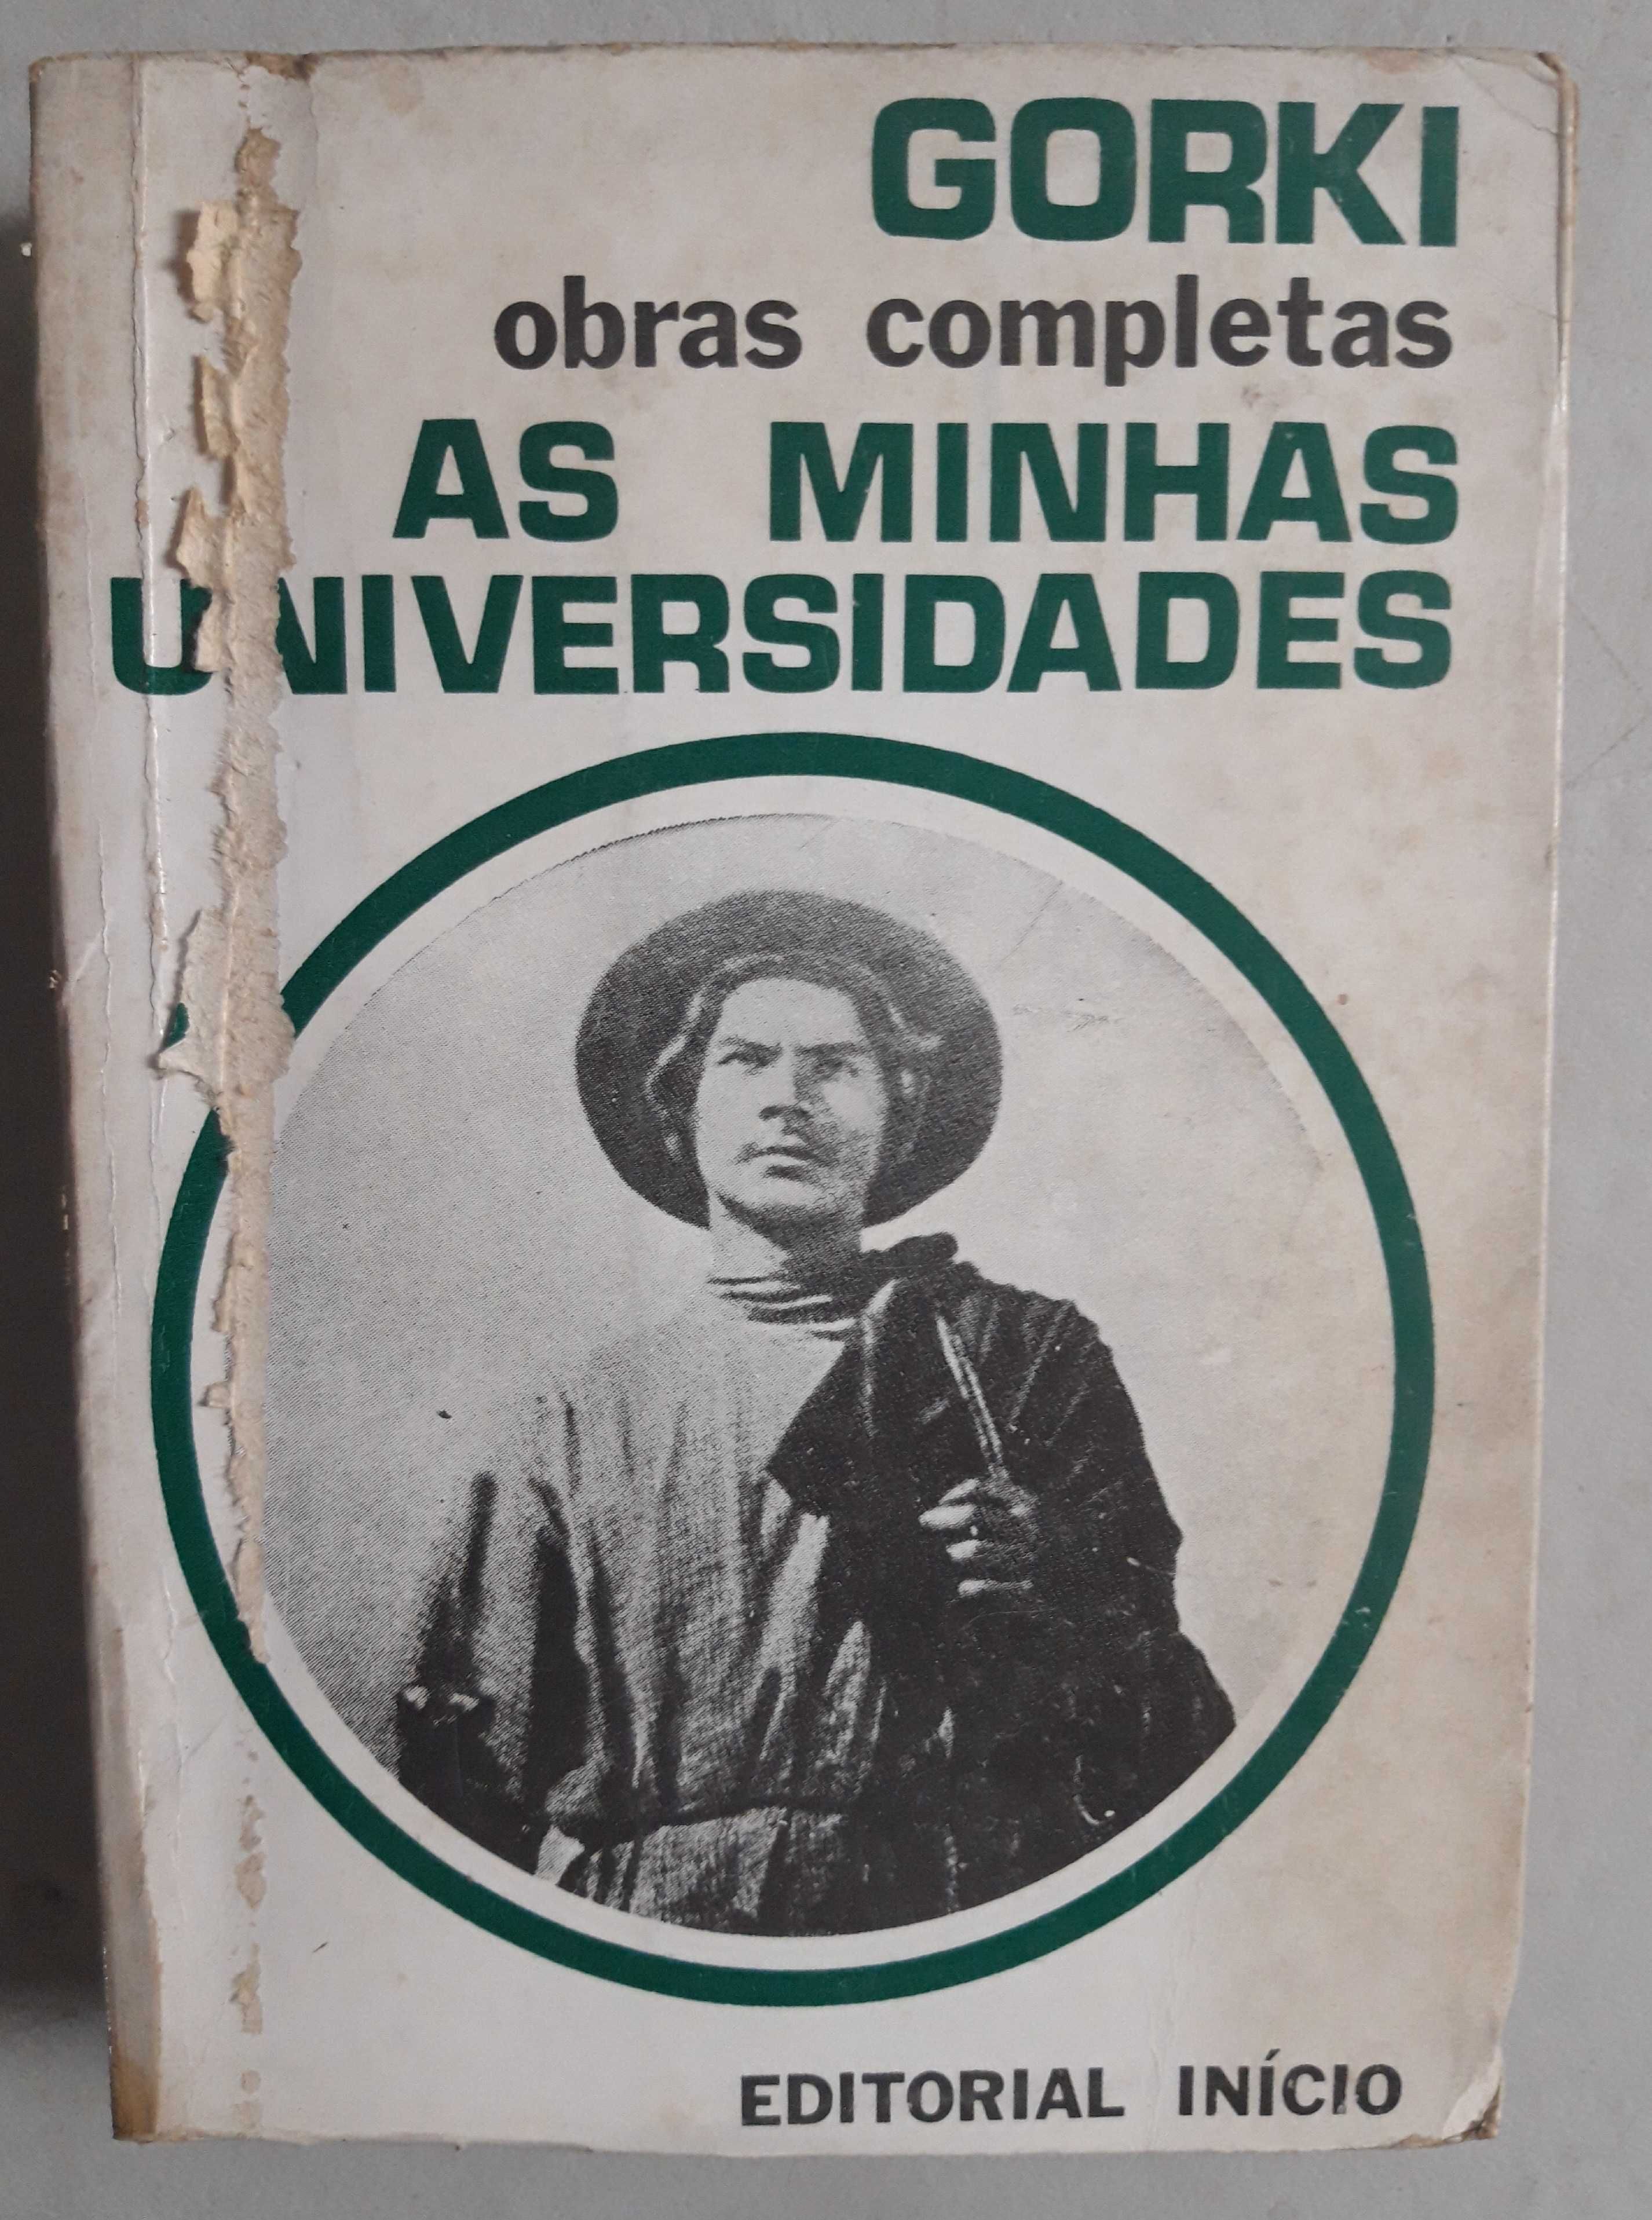 GORKI
obras completas
AS MINHAS
UNIVERSIDADES
EDITORIAL INÍCIO